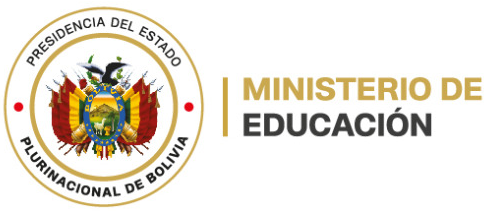 PRESIDENCIA DEL ESTADO
PLURINACIONAL DE BOLIVIA
MINISTERIO DE
EDUCACIÓN